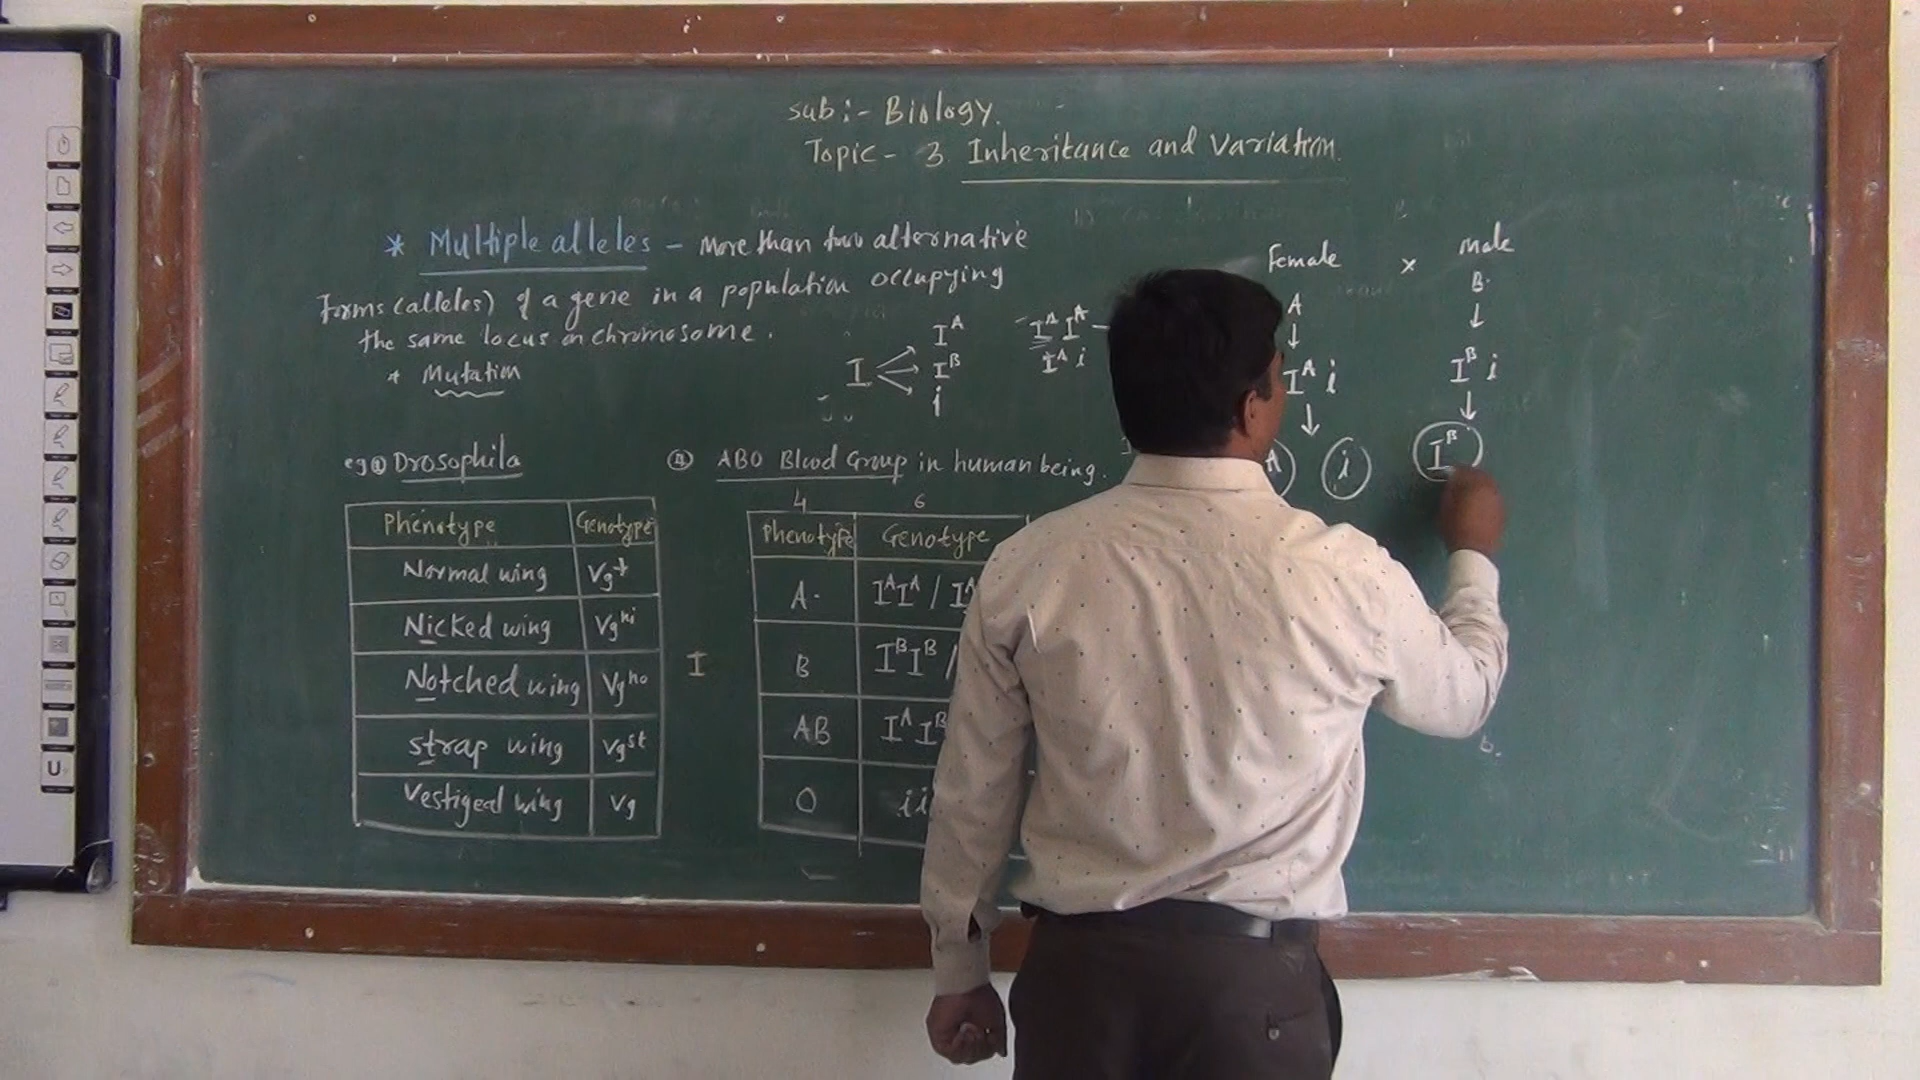 sub:- Biology.
Topic - 3 Inheritance and Variation.
* Multiple alleles - More than two alternative
Forms (alleles) of a gene in a population occupying
the same locus on chromosome.
* Mutation
I
I^A
I^B
i
I^A I^A -
I^A i
Female × Male
A
B.
I^A i
I^B i
A
i
I^B
eg ① Drosophila
Phenotype Genotype
Normal wing Vg+
Nicked wing Vg^ni
Notched wing Vg^no
strap wing Vg^st
Vestigeal wing Vg
I
ABO Blood Group in human being.
4 6
Phenotype Genotype
A. I^A I^A / I^A
B I^B I^B /
AB I^A I^B
O ii
b.
U